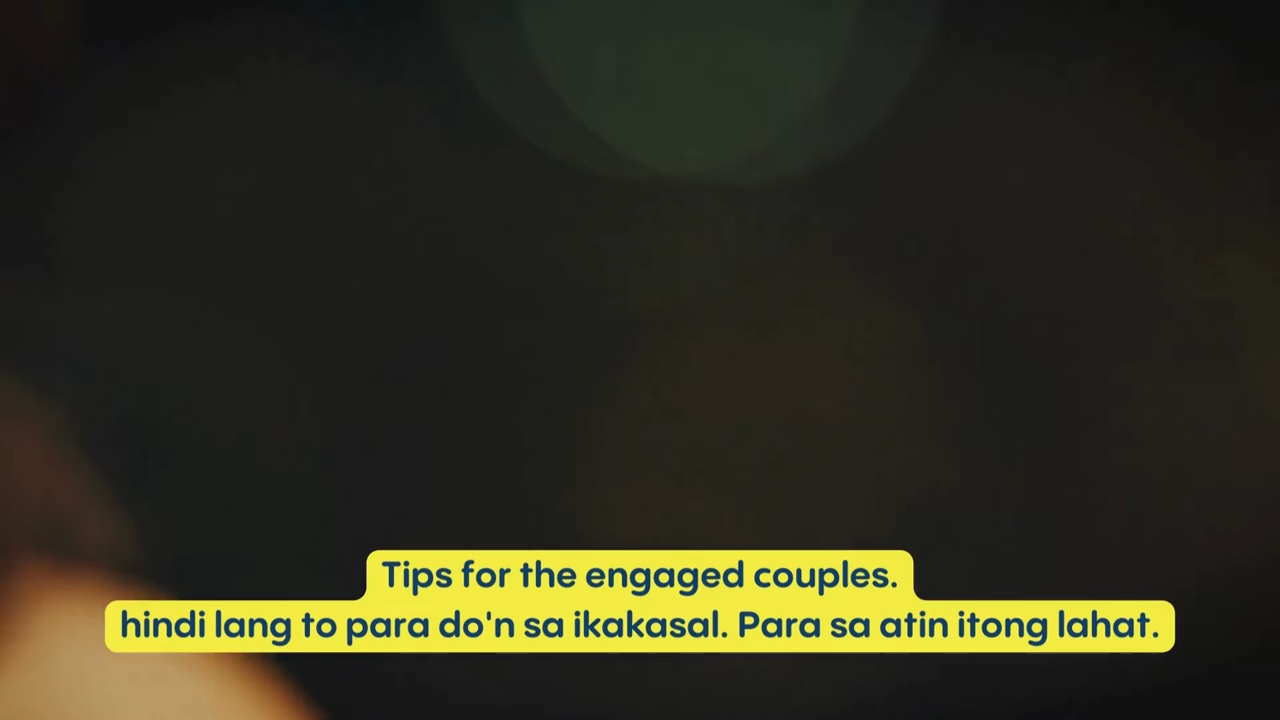 Tips for the engaged couples.
hindi lang to para do'n sa ikakasal. Para sa atin itong lahat.